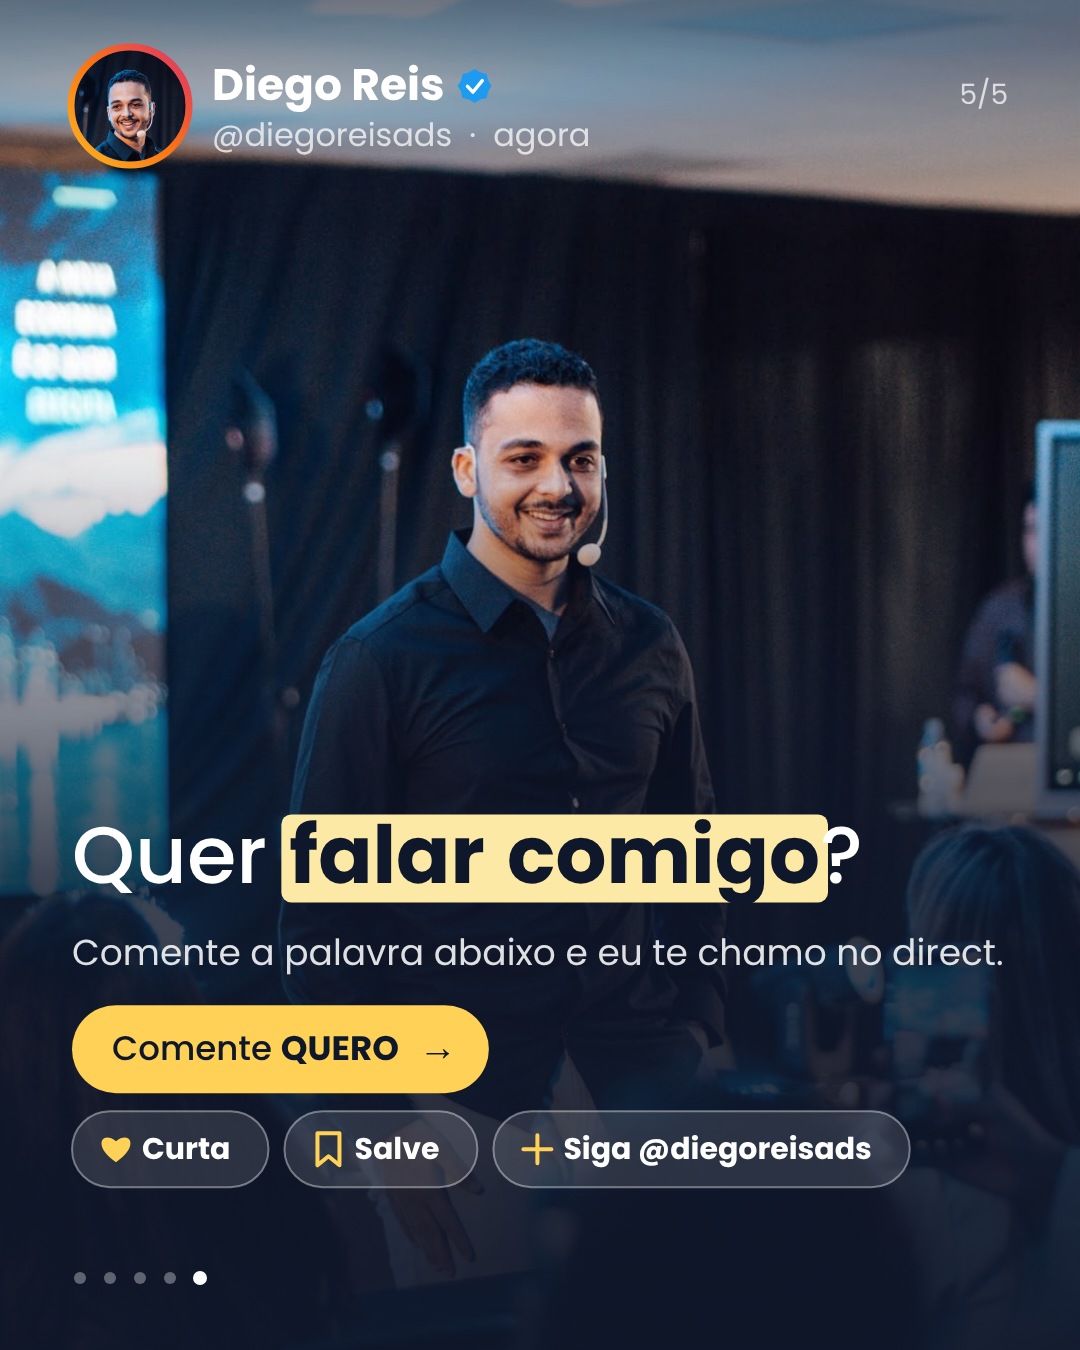 Diego Reis
@diegoreisads · agora
5/5
Quer falar comigo?
Comente a palavra abaixo e eu te chamo no direct.
Comente QUERO →
Curta
Salve
Siga @diegoreisads